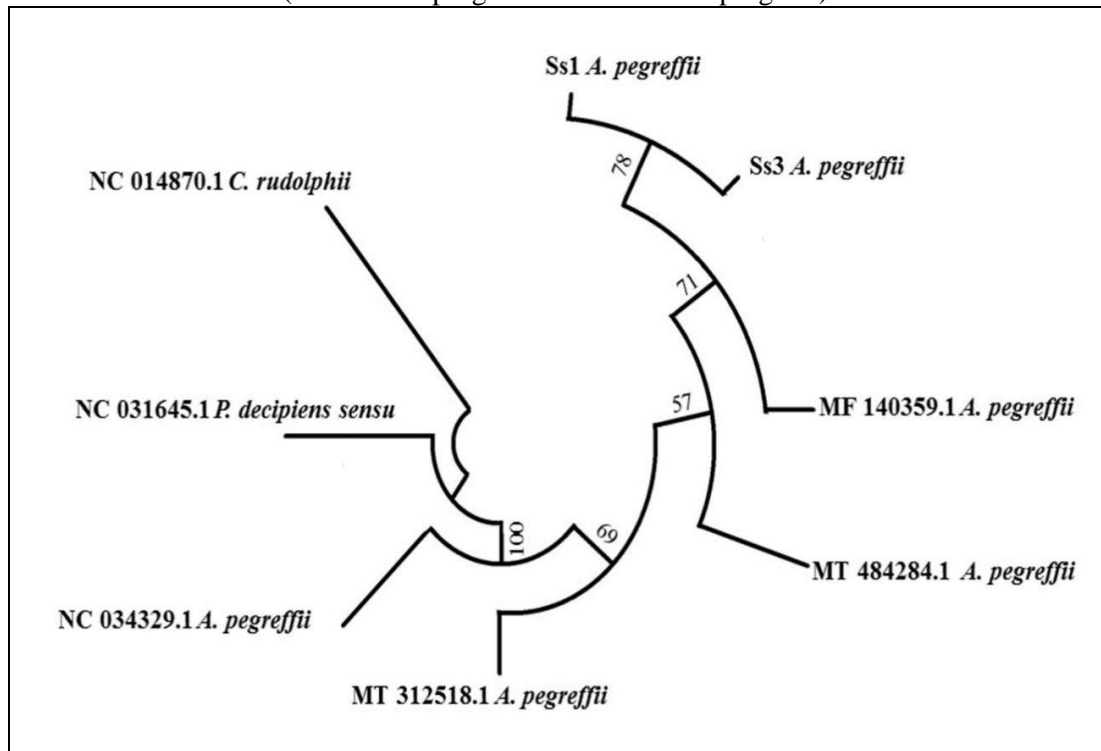 Ss1 A. pegreffii
Ss3 A. pegreffii
78
NC 014870.1 C. rudolphii
71
57
MF 140359.1 A. pegreffii
NC 031645.1 P. decipiens sensu
100
69
MT 484284.1 A. pegreffii
NC 034329.1 A. pegreffii
MT 312518.1 A. pegreffii